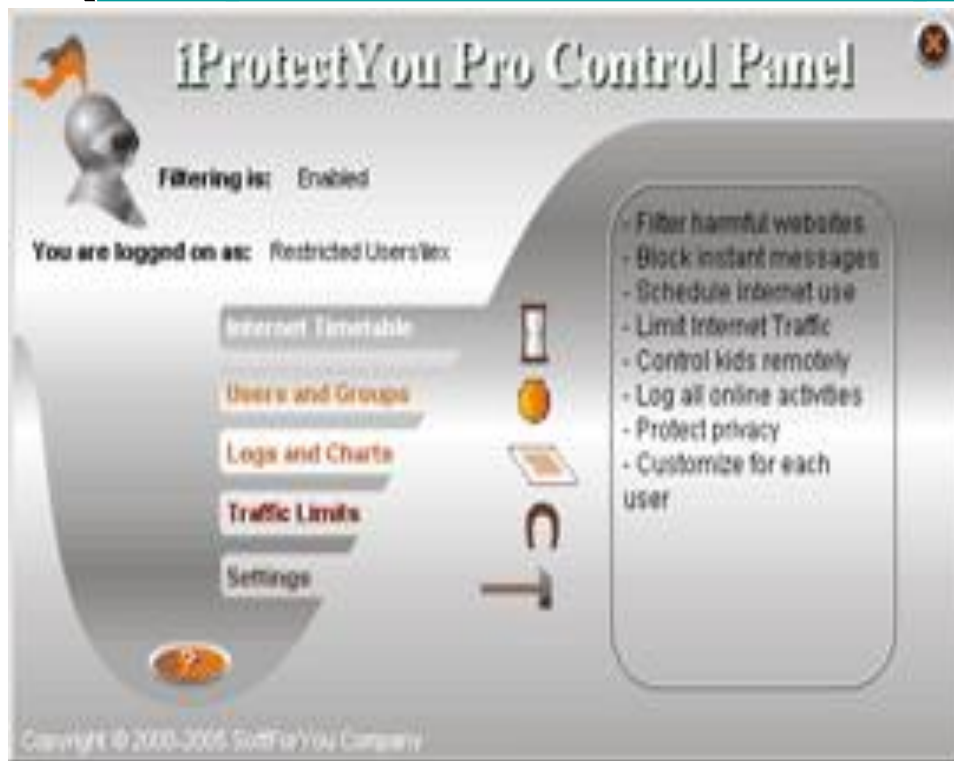 iProtectYou Pro Control Panel
Filtering is: Enabled
You are logged on as: Restricted Users\lex
Internet Timetable
Users and Groups
Logs and Charts
Traffic Limits
Settings
?
- Filter harmful websites
- Block instant messages
- Schedule Internet use
- Limit Internet Traffic
- Control kids remotely
- Log all online activities
- Protect privacy
- Customize for each
user
Copyright © 2000-2005 SoftForYou Company